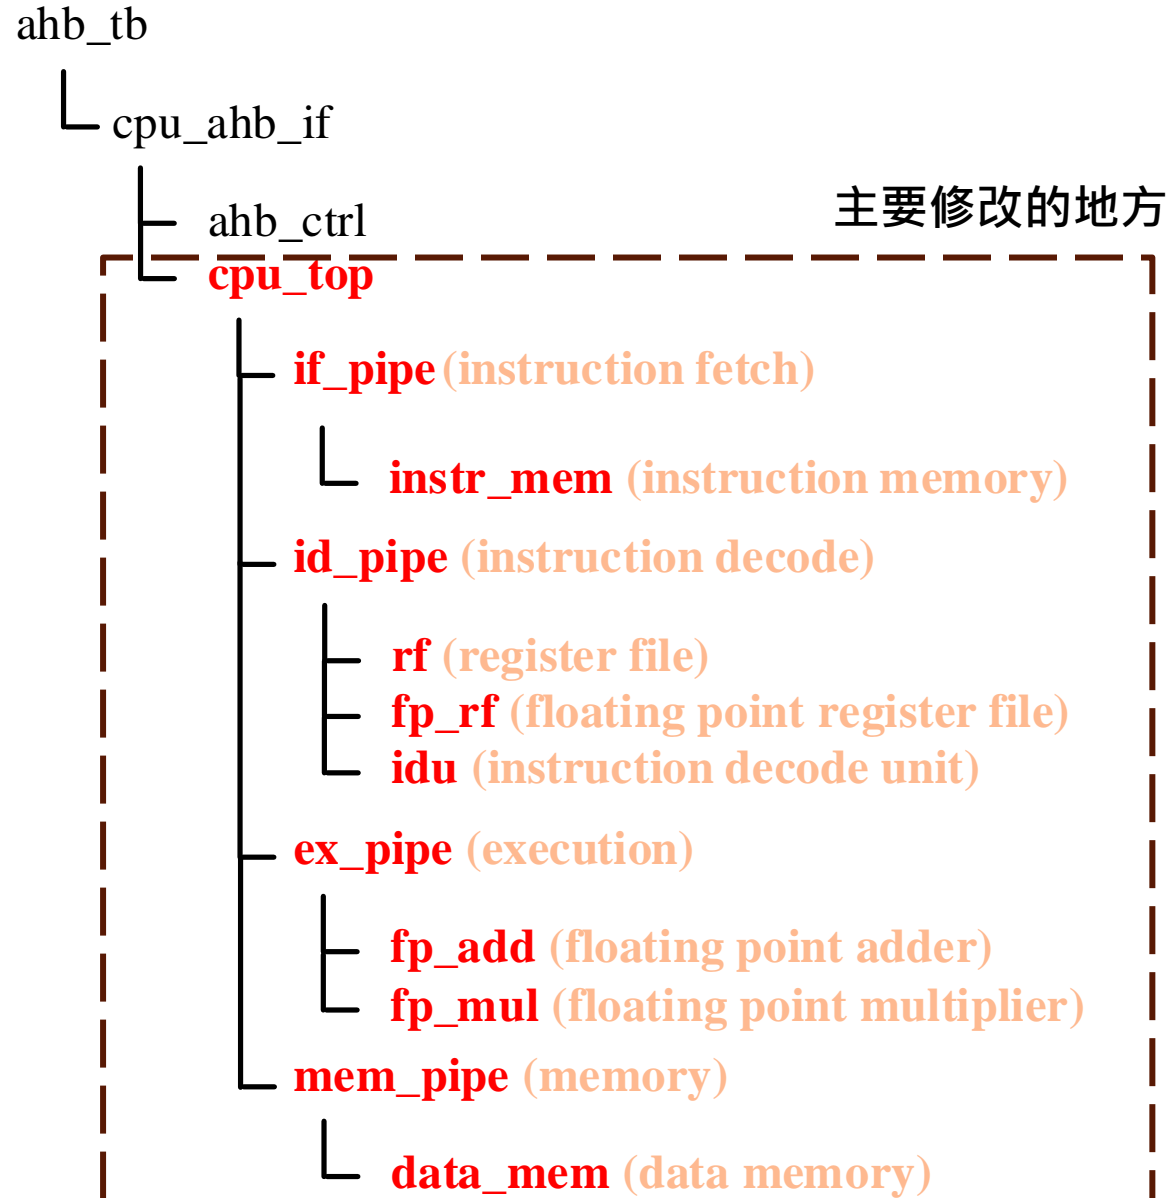 ahb_tb
cpu_ahb_if
主要修改的地方
ahb_ctrl
cpu_top
if_pipe (instruction fetch)
instr_mem (instruction memory)
id_pipe (instruction decode)
rf (register file)
fp_rf (floating point register file)
idu (instruction decode unit)
ex_pipe (execution)
fp_add (floating point adder)
fp_mul (floating point multiplier)
mem_pipe (memory)
data_mem (data memory)